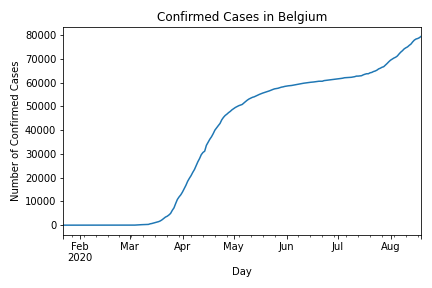 Confirmed Cases in Belgium
Number of Confirmed Cases
80000
70000
60000
50000
40000
30000
20000
10000
0
Feb Mar Apr May Jun Jul Aug
2020
Day